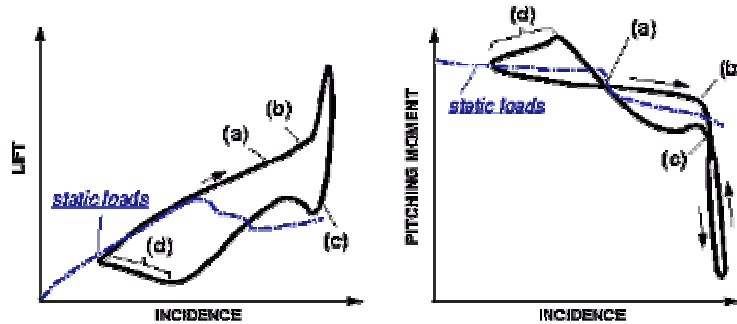 LIFT
static loads
(a)
(b)
(c)
(d)
INCIDENCE
PITCHING MOMENT
(d)
(a)
static loads
(b
(c)
INCIDENCE